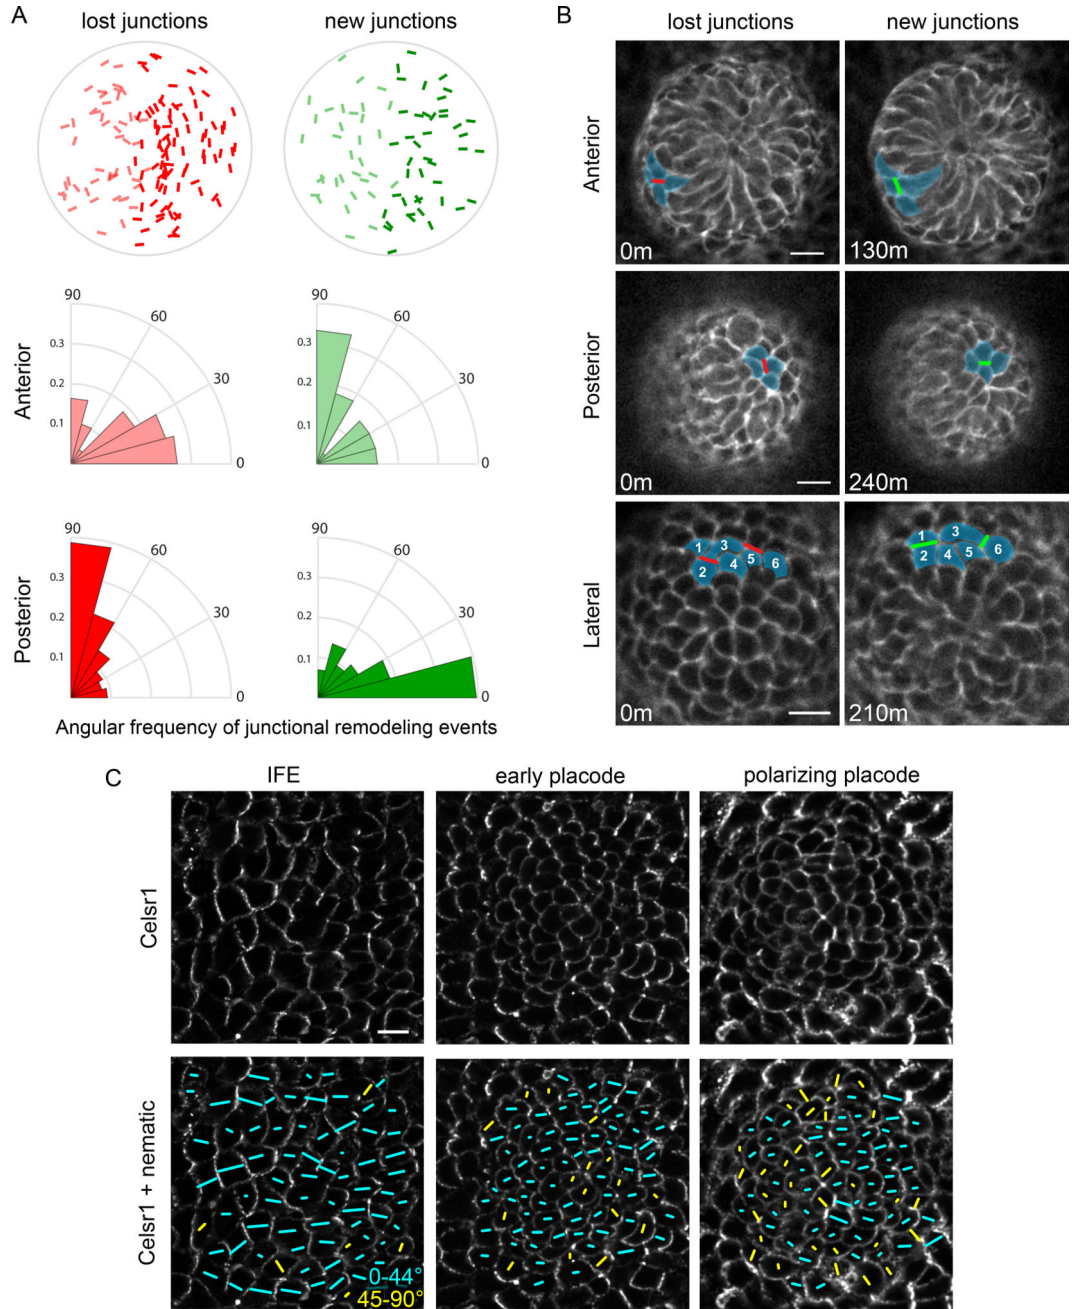 A
lost junctions
new junctions
Anterior
90
60
30
0
0.3
0.2
0.1
90
60
30
0
0.3
0.2
0.1
Posterior
90
60
30
0
0.3
0.2
0.1
90
60
30
0
0.3
0.2
0.1
Angular frequency of junctional remodeling events
B
lost junctions
new junctions
Anterior
0m
130m
Posterior
0m
240m
Lateral
1
3
2
4
5
6
0m
1
3
2
4
5
6
210m
C
IFE
early placode
polarizing placode
Celsr1
Celsr1 + nematic
0-44°
45-90°